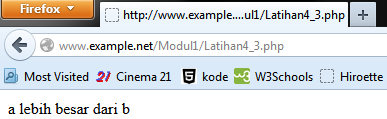 Firefox
http://www.example....ul1/Latihan4_3.php
www.example.net/Modul1/Latihan4_3.php
Most Visited Cinema 21 kode W3Schools Hiroette
a lebih besar dari b